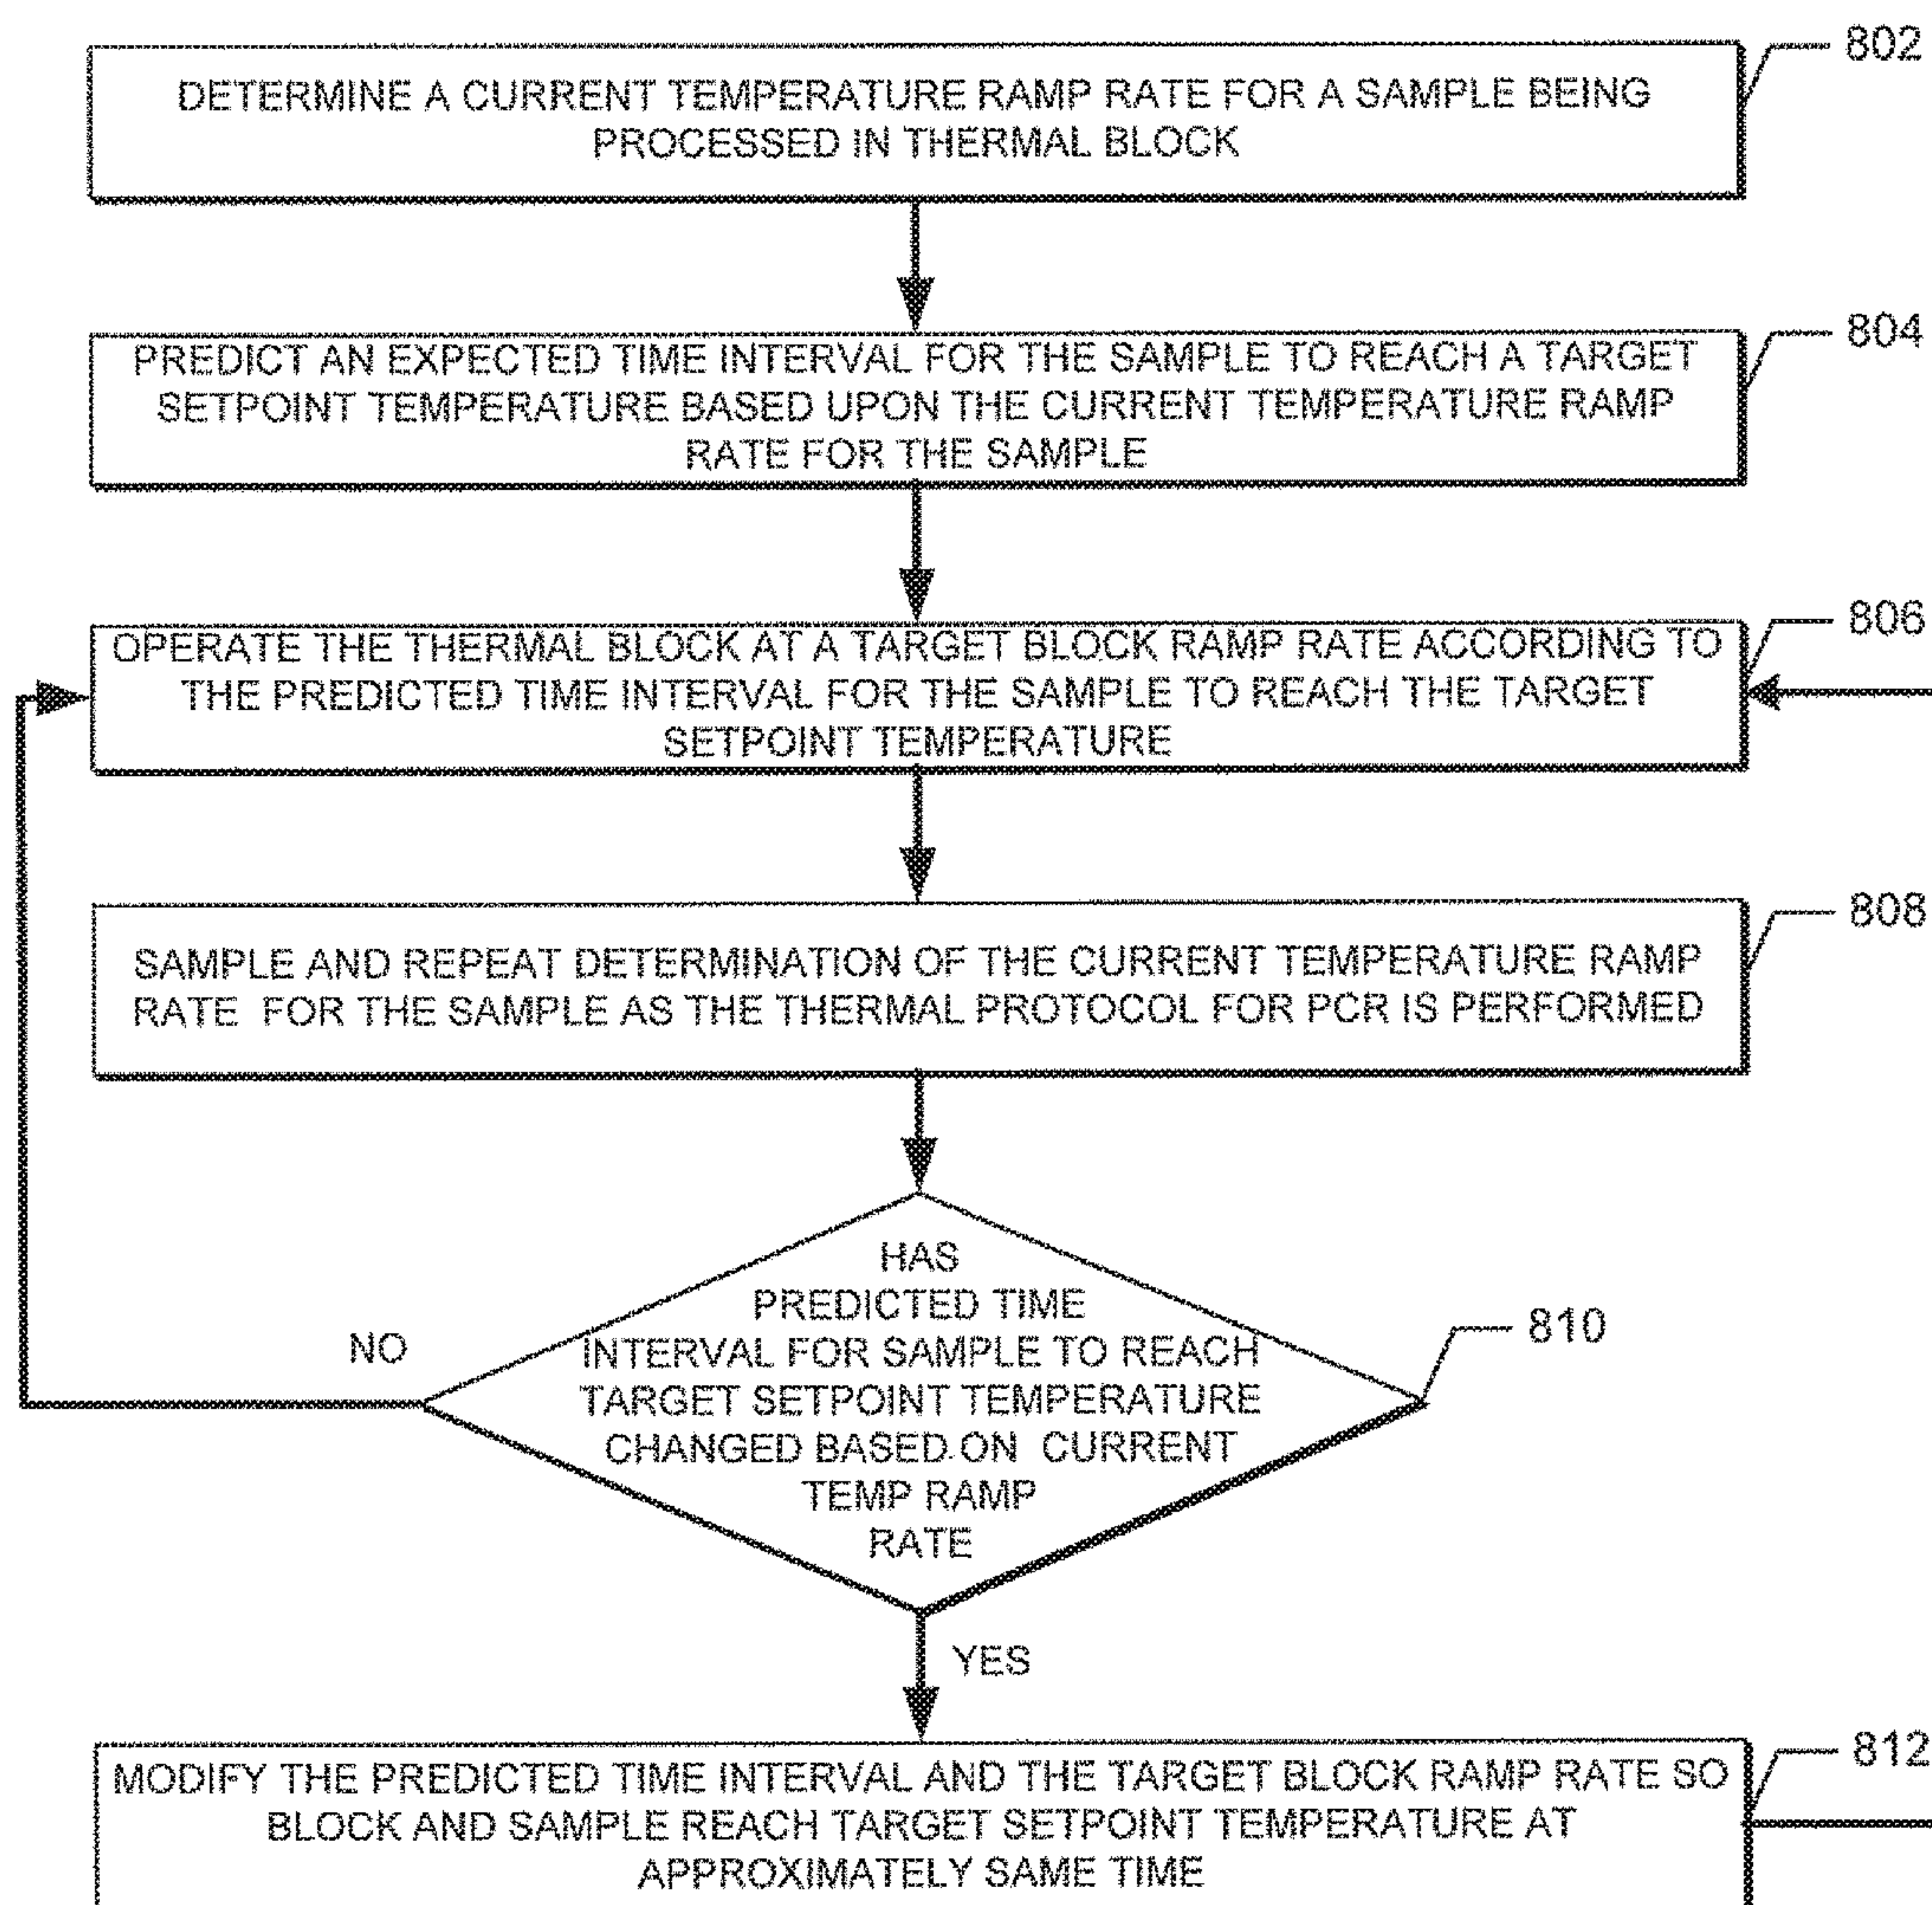 802
DETERMINE A CURRENT TEMPERATURE RAMP RATE FOR A SAMPLE BEING
PROCESSED IN THERMAL BLOCK
804
PREDICT AN EXPECTED TIME INTERVAL FOR THE SAMPLE TO REACH A TARGET
SETPOINT TEMPERATURE BASED UPON THE CURRENT TEMPERATURE RAMP
RATE FOR THE SAMPLE
806
OPERATE THE THERMAL BLOCK AT A TARGET BLOCK RAMP RATE ACCORDING TO
THE PREDICTED TIME INTERVAL FOR THE SAMPLE TO REACH THE TARGET
SETPOINT TEMPERATURE
808
SAMPLE AND REPEAT DETERMINATION OF THE CURRENT TEMPERATURE RAMP
RATE FOR THE SAMPLE AS THE THERMAL PROTOCOL FOR PCR IS PERFORMED
HAS
PREDICTED TIME
INTERVAL FOR SAMPLE TO REACH
TARGET SETPOINT TEMPERATURE
CHANGED BASED ON CURRENT
TEMP RAMP
RATE
810
NO
YES
812
MODIFY THE PREDICTED TIME INTERVAL AND THE TARGET BLOCK RAMP RATE SO
BLOCK AND SAMPLE REACH TARGET SETPOINT TEMPERATURE AT
APPROXIMATELY SAME TIME